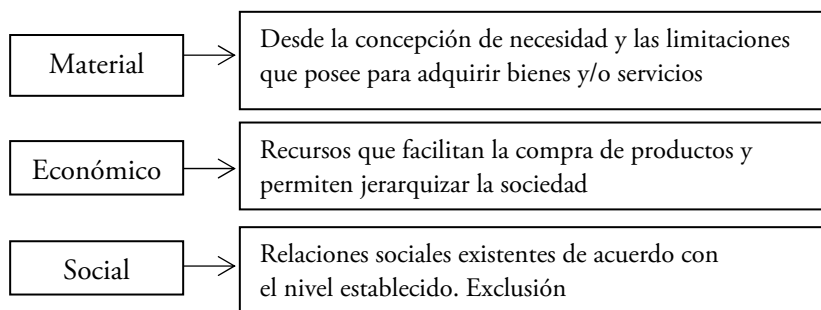 Material
Desde la concepción de necesidad y las limitaciones
que posee para adquirir bienes y/o servicios
Económico
Recursos que facilitan la compra de productos y
permiten jerarquizar la sociedad
Social
Relaciones sociales existentes de acuerdo con
el nivel establecido. Exclusión